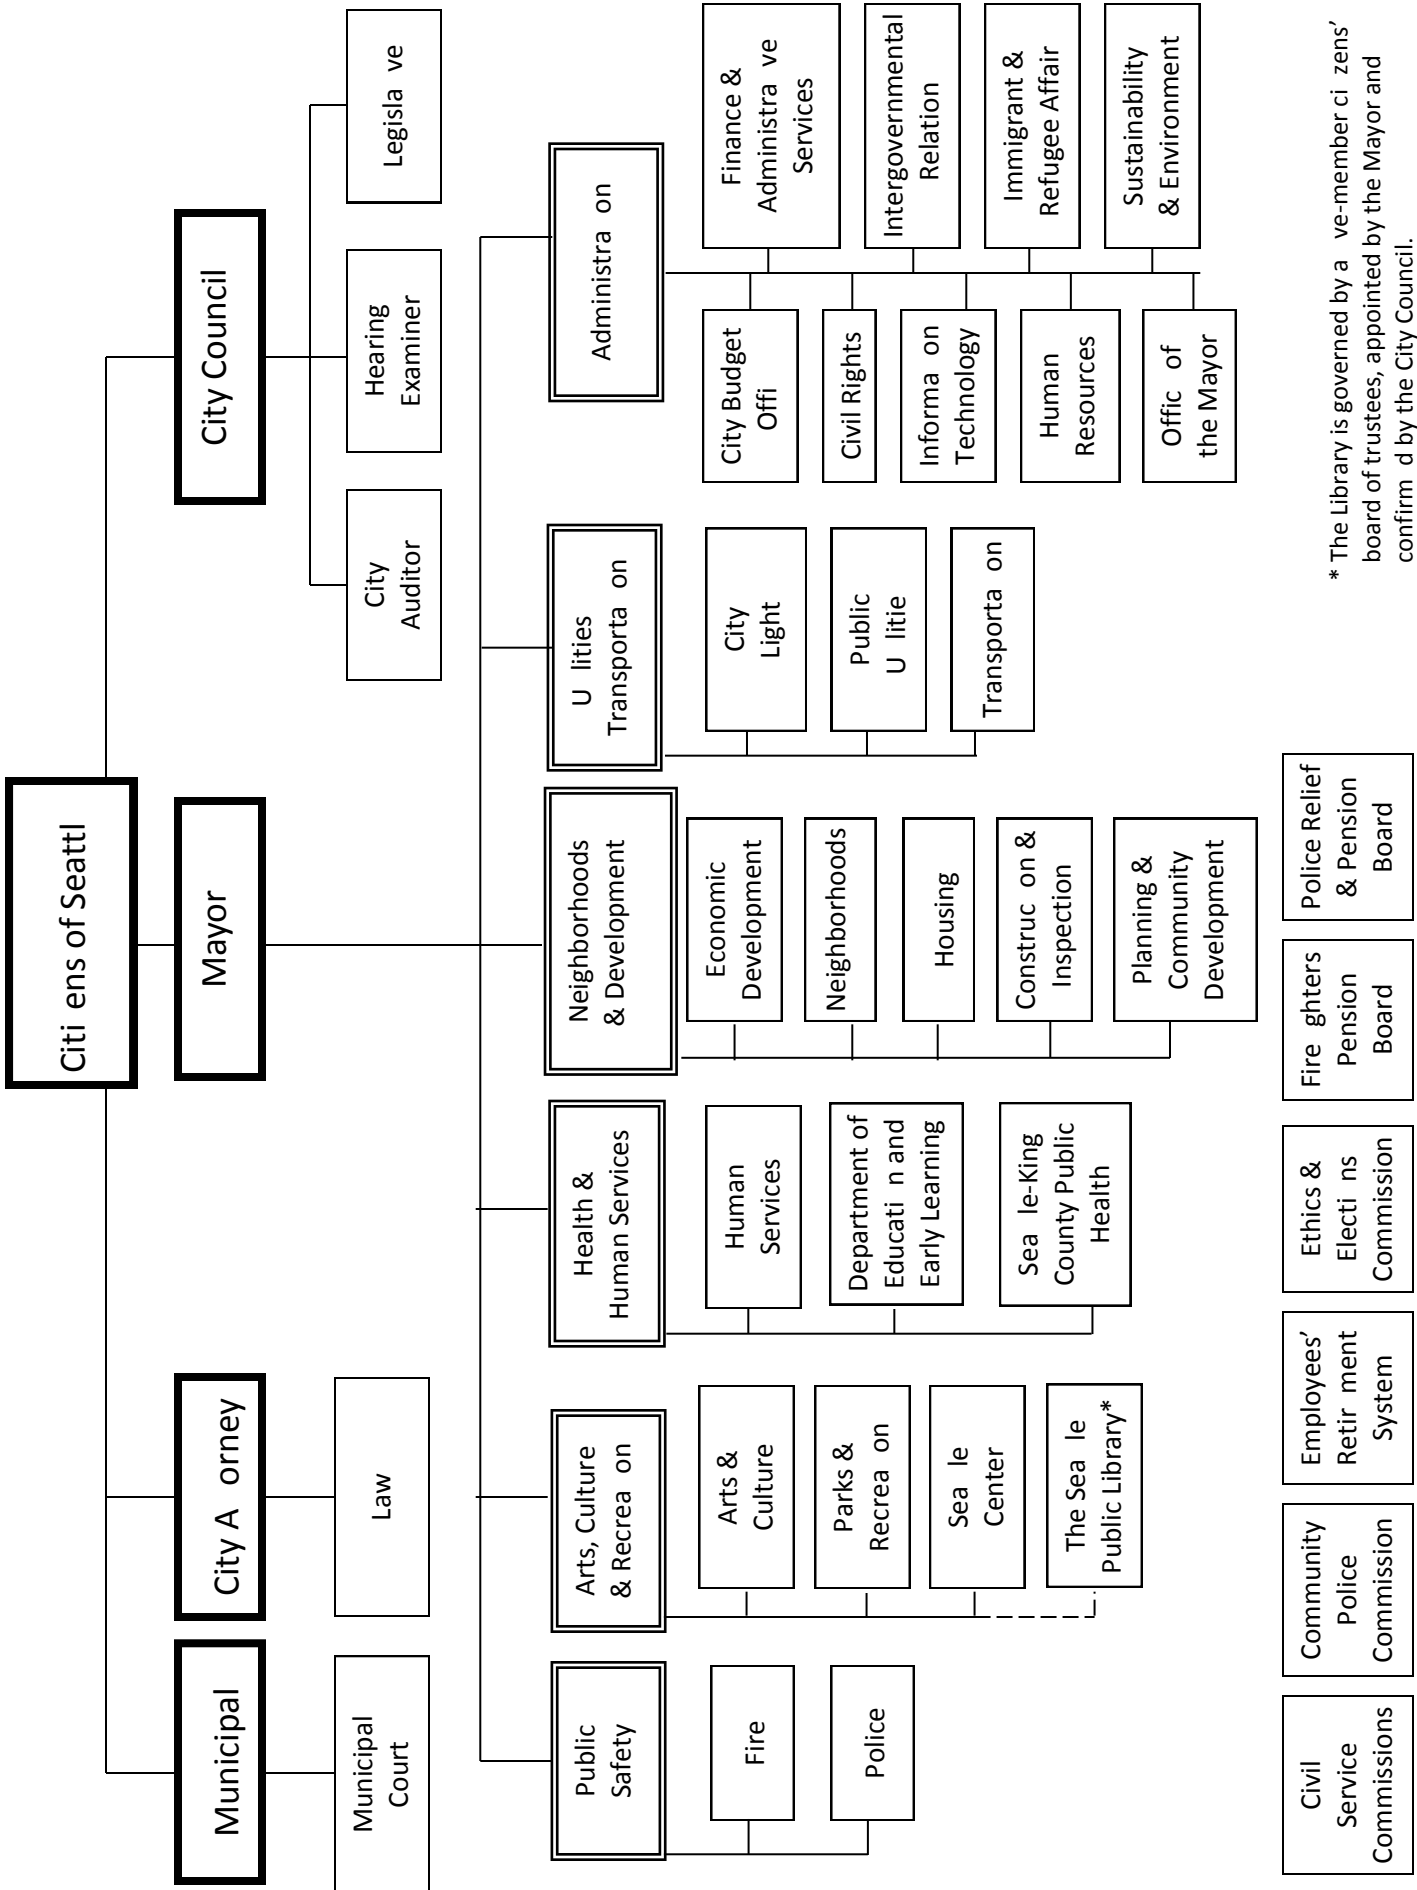 Citi ens of Seattl
Municipal
City A orney
Mayor
City Council
Municipal
Court
Law
City
Auditor
Hearing
Examiner
Legisla ve
Public
Safety
Arts, Culture
& Recrea on
Health &
Human Services
Neighborhoods
& Development
U lities
Transporta on
Administra on
Fire
Police
Arts &
Culture
Parks &
Recrea on
Sea le
Center
The Sea le
Public Library*
Human
Services
Department of
Educati n and
Early Learning
Sea le-King
County Public
Health
Economic
Development
Neighborhoods
Housing
Construc on &
Inspection
Planning &
Community
Development
City
Light
Public
U litie
Transporta on
City Budget
Offi
Civil Rights
Informa on
Technology
Human
Resources
Offic of
the Mayor
Finance &
Administra ve
Services
Intergovernmental
Relation
Immigrant &
Refugee Affair
Sustainability
& Environment
Civil
Service
Commissions
Community
Police
Commission
Employees’
Retir ment
System
Ethics &
Electi ns
Commission
Fire ghters
Pension
Board
Police Relief
& Pension
Board
* The Library is governed by a ve-member ci zens’
board of trustees, appointed by the Mayor and
confirm d by the City Council.